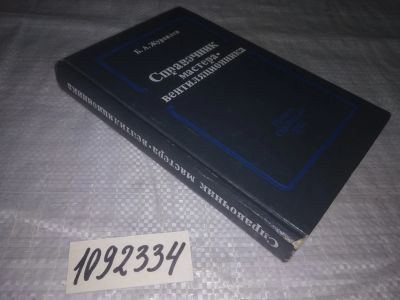 Б. А. Журавлев
Справочник
мастера-
вентиляционника
Справочник мастера-вентиляционника
1092334